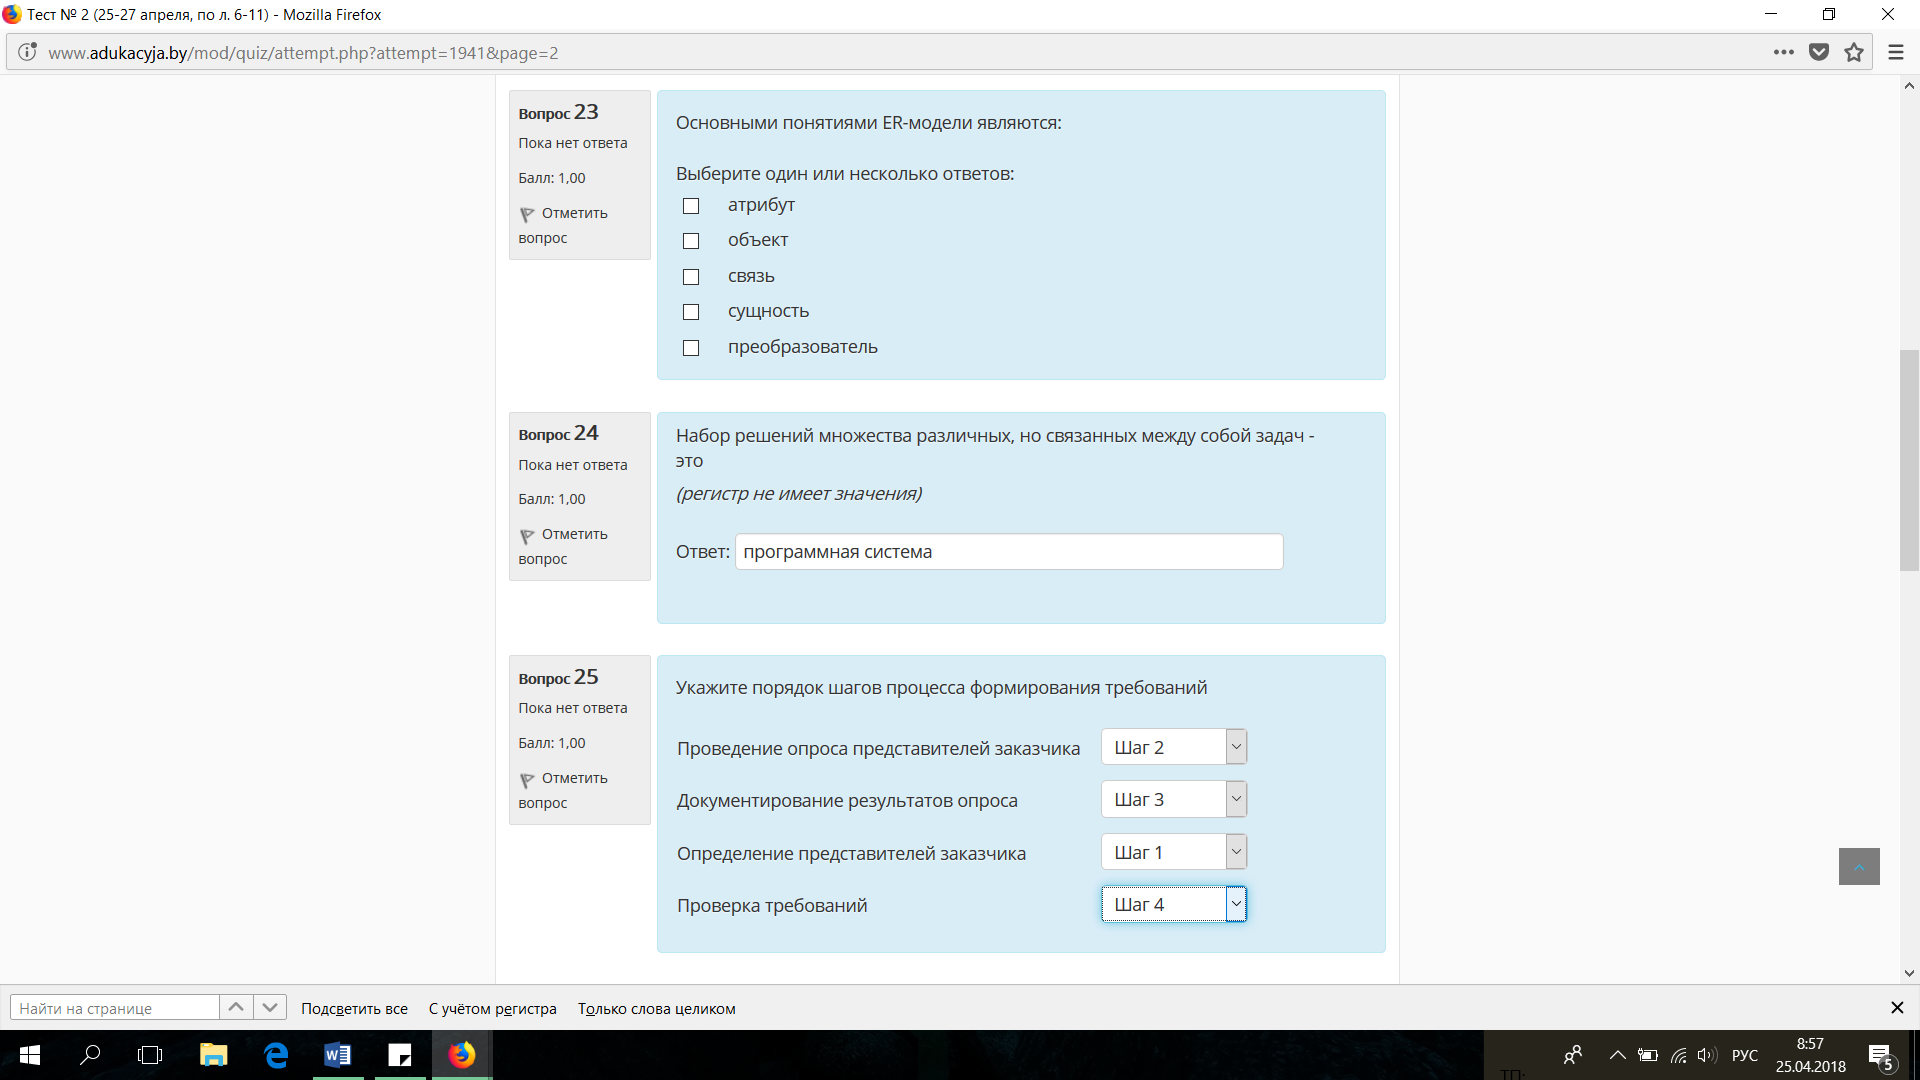 Тест № 2 (25-27 апреля, по л. 6-11) - Mozilla Firefox
www.adukacyja.by/mod/quiz/attempt.php?attempt=1941&page=2
Вопрос 23
Пока нет ответа
Балл: 1,00
Отметить
вопрос
Основными понятиями ER-модели являются:
Выберите один или несколько ответов:
атрибут
объект
связь
сущность
преобразователь
Вопрос 24
Пока нет ответа
Балл: 1,00
Отметить
вопрос
Набор решений множества различных, но связанных между собой задач -
это
(регистр не имеет значения)
Ответ: программная система
Вопрос 25
Пока нет ответа
Балл: 1,00
Отметить
вопрос
Укажите порядок шагов процесса формирования требований
Проведение опроса представителей заказчика Шаг 2
Документирование результатов опроса Шаг 3
Определение представителей заказчика Шаг 1
Проверка требований Шаг 4
Найти на странице Подсветить все С учётом регистра Только слова целиком
РУС 8:57
25.04.2018 5